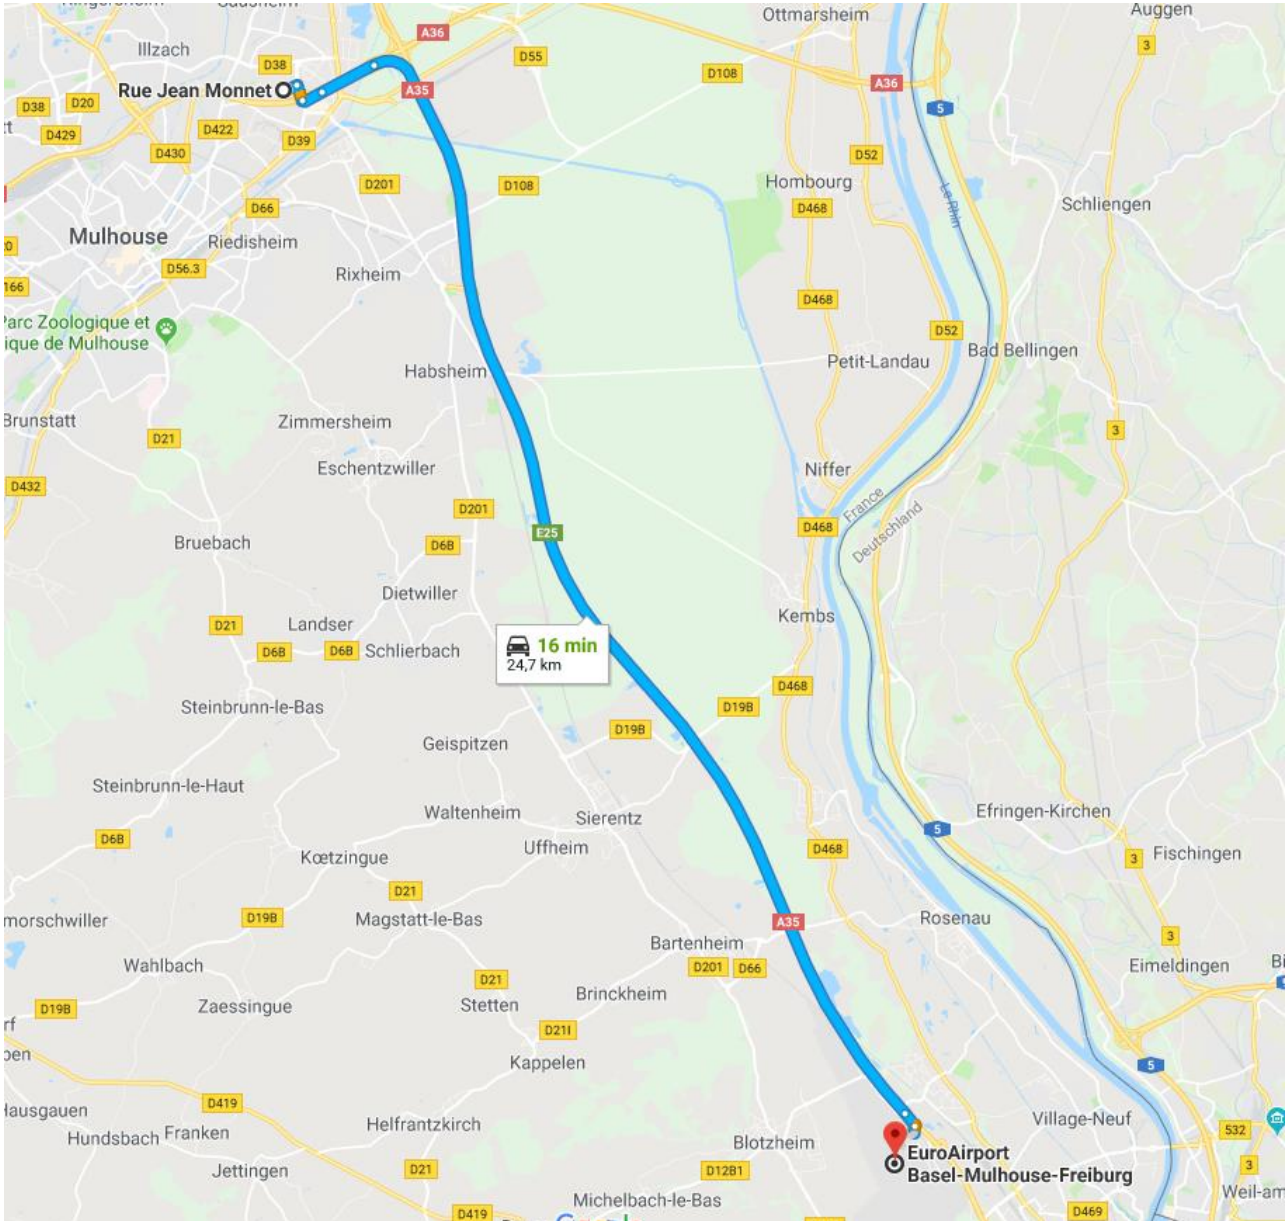 Ottmarsheim
Auggen
Illzach
A36
3
D38
D55
D108
Rue Jean Monnet
A35
A36
5
D38
D20
D429
D422
D39
D430
D52
D201
D108
Hombourg
Le Rhin
Schliengen
D66
D468
Mulhouse
Riedisheim
D56.3
Rixheim
166
D468
Parc Zoologique et
ique de Mulhouse
D52
Bad Bellingen
Petit-Landau
Habsheim
Zimmersheim
Brunstatt
D21
3
Eschentzwiller
Niffer
D432
D201
France
Deutschland
D468
E25
Bruebach
D6B
Dietwiller
Kembs
D21
Landser
D6B
D6B
Schlierbach
16 min
24,7 km
D468
Steinbrunn-le-Bas
D19B
D19B
Geispitzen
Steinbrunn-le-Haut
Waltenheim
Sierentz
Efringen-Kirchen
5
D6B
Uffheim
D468
Kœtzingue
3
Fischingen
D21
morschwiller
D19B
Magstatt-le-Bas
A35
Rosenau
Bartenheim
3
Wahlbach
D201
D66
Eimeldingen
Bi
D21
Brinckheim
D19B
Zaessingue
Stetten
D21I
Kappelen
5
D419
Hausgauen
Helfrantzkirch
Village-Neuf
Hundsbach
Franken
532
Blotzheim
EuroAirport
Basel-Mulhouse-Freiburg
Jettingen
D21
D12B1
3
Weil-am
Michelbach-le-Bas
D419
D469